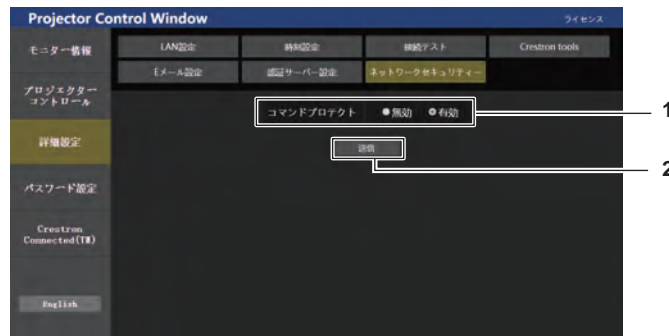 Projector Control Window
ライセンス
モニター情報
LAN設定
時刻設定
接続テスト
Crestron tools
Eメール設定
認証サーバー設定
ネットワークセキュリティー
プロジェクター
コントロール
コマンドプロテクト 無効 有効
1
詳細設定
送信
2
パスワード設定
Crestron
Connected(TM)
English